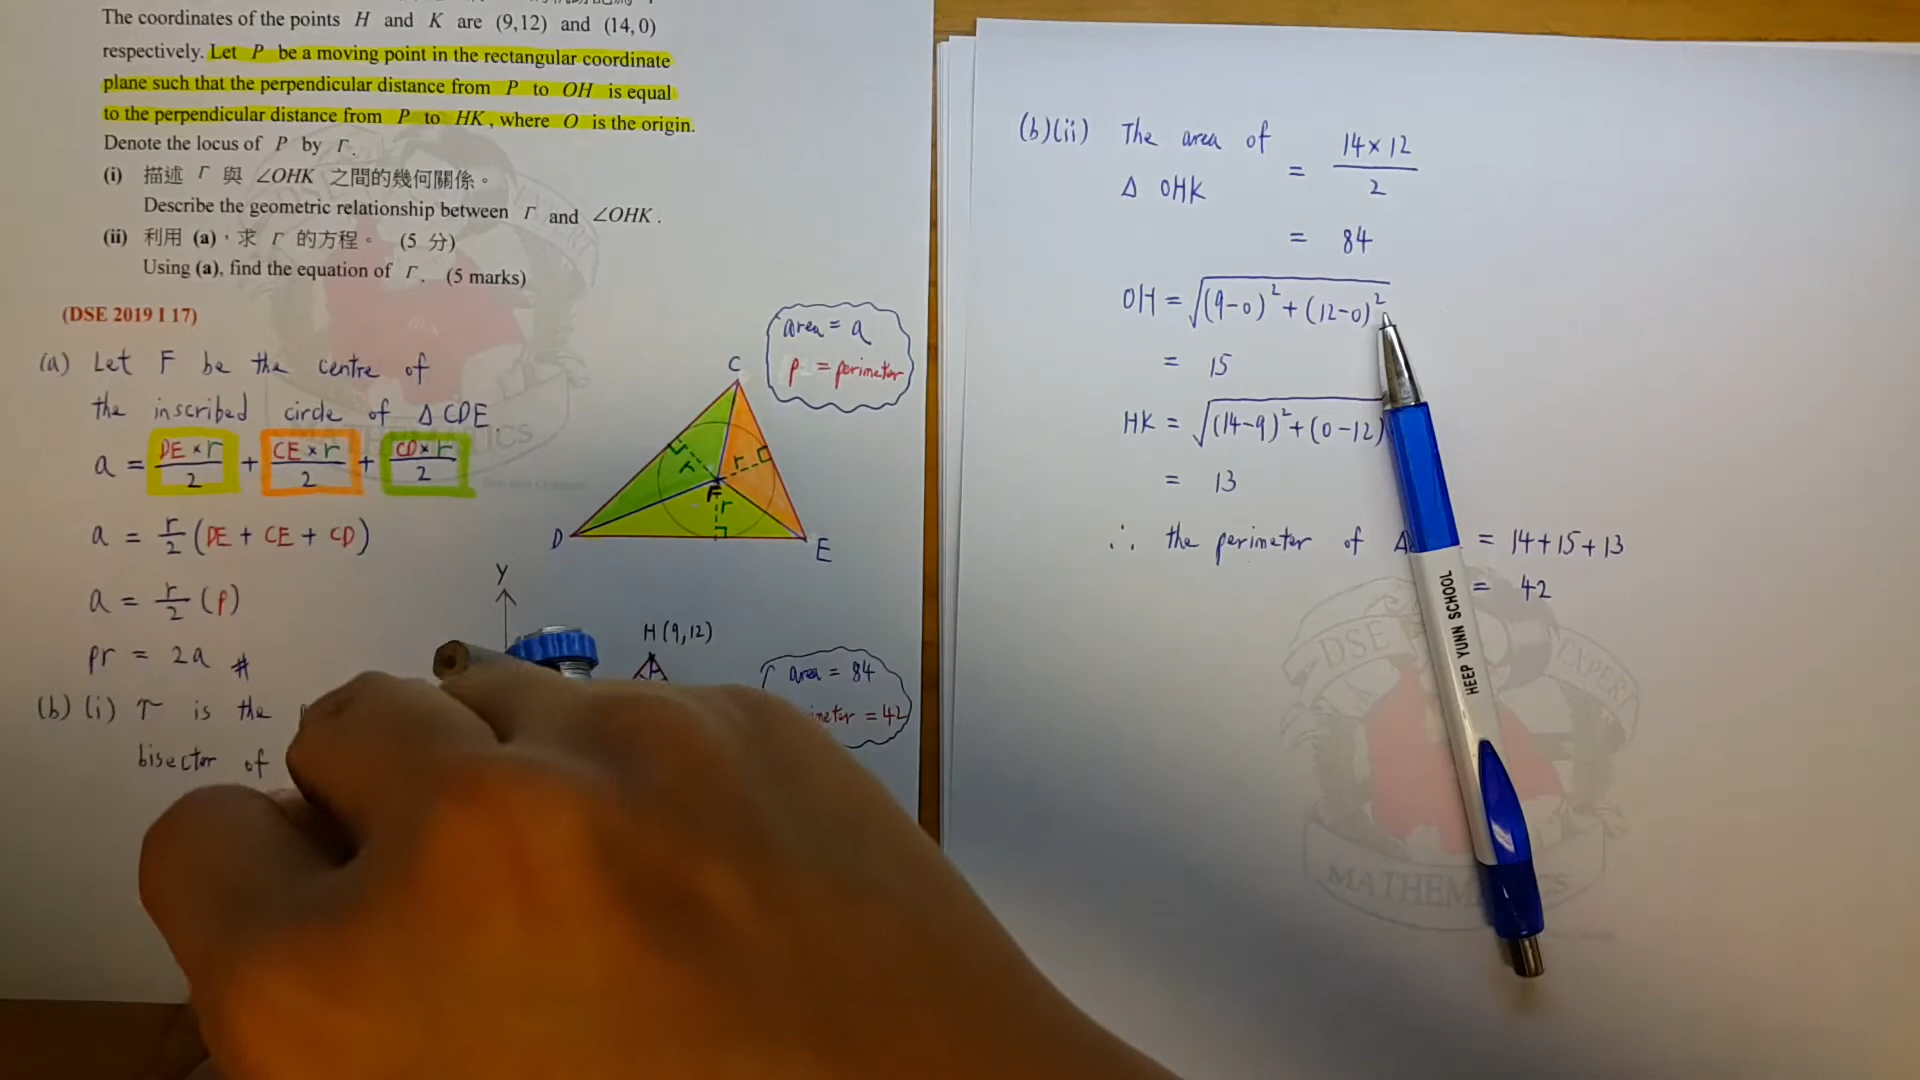 The coordinates of the points H and K are (9,12) and (14,0)
respectively. Let P be a moving point in the rectangular coordinate
plane such that the perpendicular distance from P to OH is equal
to the perpendicular distance from P to HK, where O is the origin.
Denote the locus of P by Γ.
(i) 描述 Γ 與 ∠OHK 之間的幾何關係。
Describe the geometric relationship between Γ and ∠OHK.
(ii) 利用 (a)，求 Γ 的方程。 (5 分)
Using (a), find the equation of Γ. (5 marks)
(DSE 2019 I 17)
(a) Let F be the centre of
the inscribed circle of Δ CDE.
a = DE × r / 2 + CE × r / 2 + CD × r / 2
a = r/2 (DE + CE + CD)
a = r/2 (p)
pr = 2a #
(b) (i) Γ is the
bisector of
area = a
p = perimeter
C
D
E
F
r
r
r
Y
H (9,12)
area = 84
meter = 42
(b)(ii) The area of Δ OHK = 14 × 12 / 2
= 84
OH = √(9-0)² + (12-0)²
= 15
HK = √(14-9)² + (0-12)
= 13
∴ the perimeter of Δ = 14+15+13
= 42
HEEP YUNN SCHOOL
DSE EXPERT
MATHEMATICS